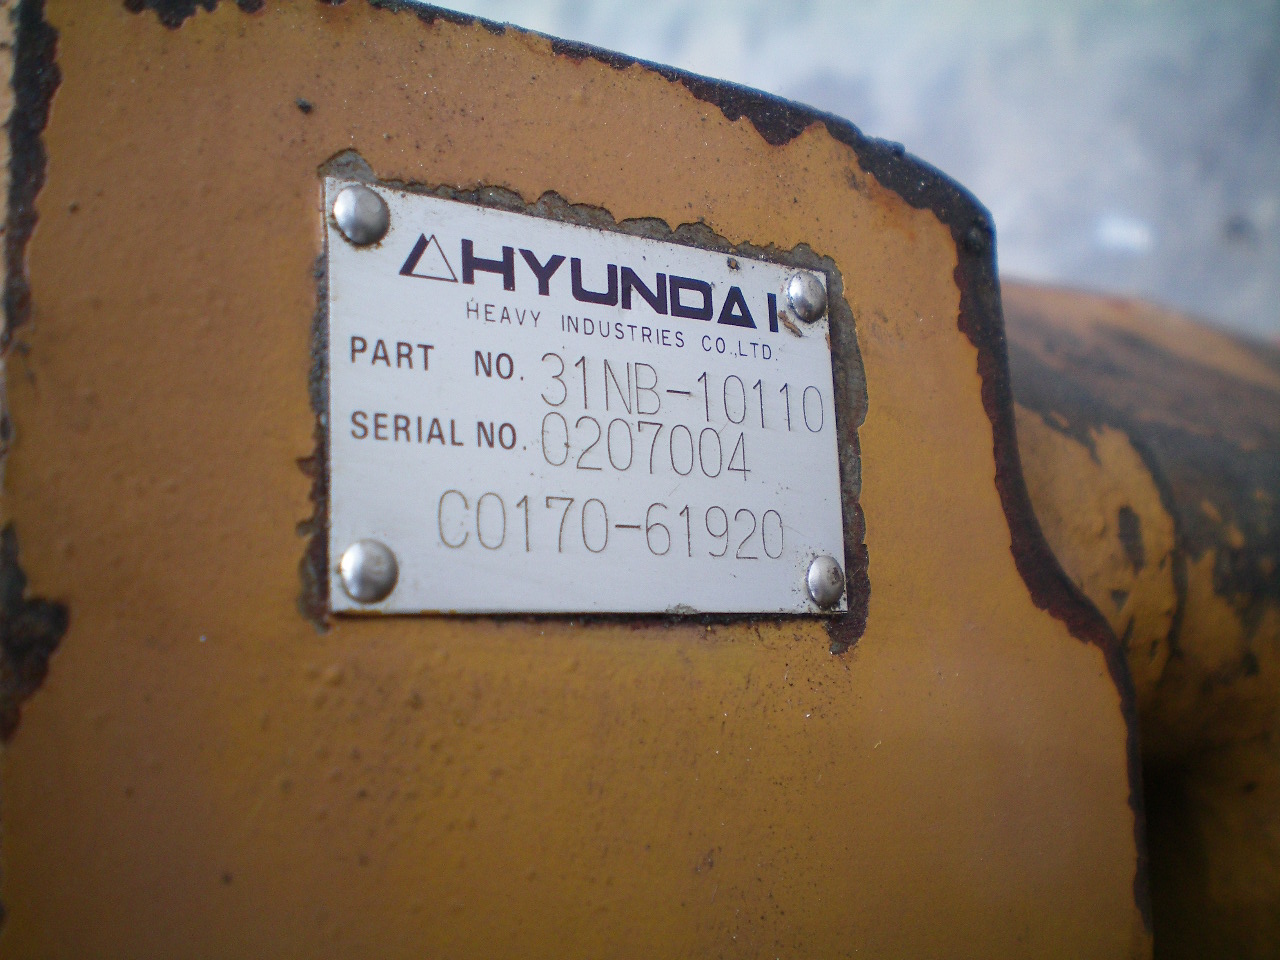 HYUNDAI
HEAVY INDUSTRIES CO.,LTD.
PART NO. 31NB-10110
SERIAL NO. 0207004
C0170-61920